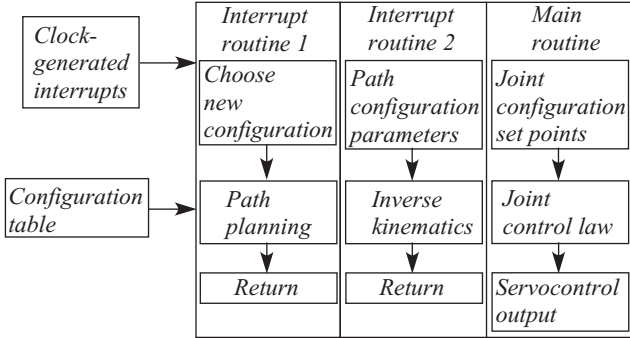 Clock-
generated
interrupts
Configuration
table
Interrupt
routine 1
Choose
new
configuration
Path
planning
Return
Interrupt
routine 2
Path
configuration
parameters
Inverse
kinematics
Return
Main
routine
Joint
configuration
set points
Joint
control law
Servocontrol
output